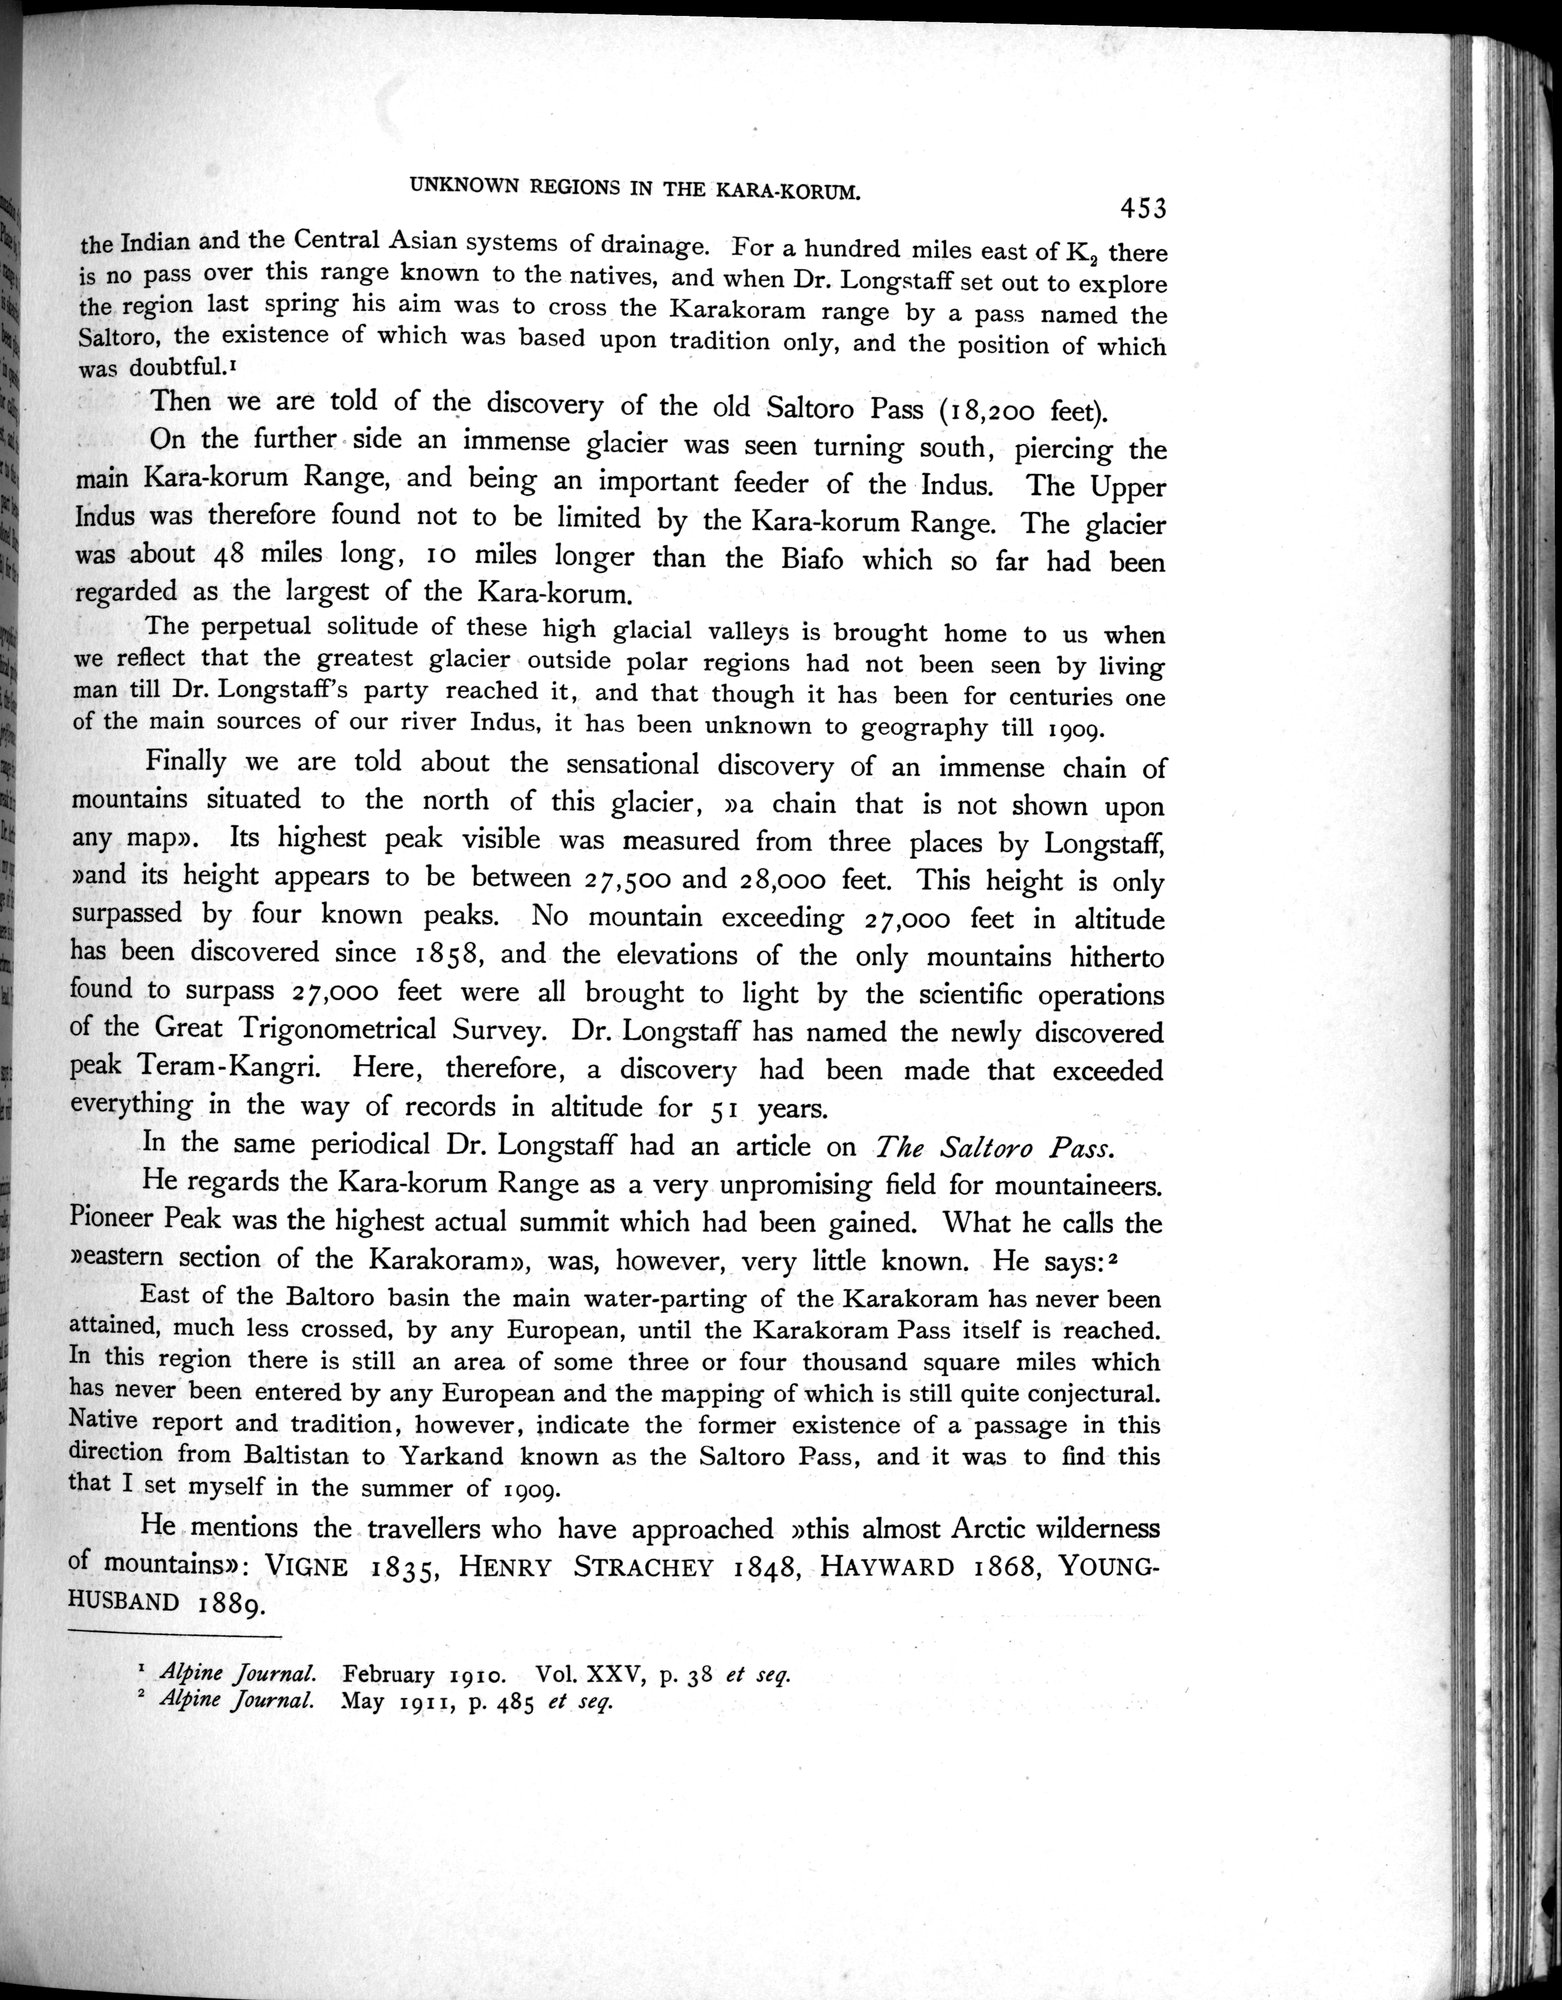 UNKNOWN REGIONS IN THE KARA-KORUM.
453
the Indian and the Central Asian systems of drainage. For a hundred miles east of K₂ there
is no pass over this range known to the natives, and when Dr. Longstaff set out to explore
the region last spring his aim was to cross the Karakoram range by a pass named the
Saltoro, the existence of which was based upon tradition only, and the position of which
was doubtful.¹
Then we are told of the discovery of the old Saltoro Pass (18,200 feet).
On the further side an immense glacier was seen turning south, piercing the
main Kara-korum Range, and being an important feeder of the Indus. The Upper
Indus was therefore found not to be limited by the Kara-korum Range. The glacier
was about 48 miles long, 10 miles longer than the Biafo which so far had been
regarded as the largest of the Kara-korum.
The perpetual solitude of these high glacial valleys is brought home to us when
we reflect that the greatest glacier outside polar regions had not been seen by living
man till Dr. Longstaff's party reached it, and that though it has been for centuries one
of the main sources of our river Indus, it has been unknown to geography till 1909.
Finally we are told about the sensational discovery of an immense chain of
mountains situated to the north of this glacier, »a chain that is not shown upon
any map». Its highest peak visible was measured from three places by Longstaff,
»and its height appears to be between 27,500 and 28,000 feet. This height is only
surpassed by four known peaks. No mountain exceeding 27,000 feet in altitude
has been discovered since 1858, and the elevations of the only mountains hitherto
found to surpass 27,000 feet were all brought to light by the scientific operations
of the Great Trigonometrical Survey. Dr. Longstaff has named the newly discovered
peak Teram-Kangri. Here, therefore, a discovery had been made that exceeded
everything in the way of records in altitude for 51 years.
In the same periodical Dr. Longstaff had an article on The Saltoro Pass.
He regards the Kara-korum Range as a very unpromising field for mountaineers.
Pioneer Peak was the highest actual summit which had been gained. What he calls the
»eastern section of the Karakoram», was, however, very little known. He says:²
East of the Baltoro basin the main water-parting of the Karakoram has never been
attained, much less crossed, by any European, until the Karakoram Pass itself is reached.
In this region there is still an area of some three or four thousand square miles which
has never been entered by any European and the mapping of which is still quite conjectural.
Native report and tradition, however, indicate the former existence of a passage in this
direction from Baltistan to Yarkand known as the Saltoro Pass, and it was to find this
that I set myself in the summer of 1909.
He mentions the travellers who have approached »this almost Arctic wilderness
of mountains»: VIGNE 1835, HENRY STRACHEY 1848, HAYWARD 1868, YOUNG-
HUSBAND 1889.
¹ Alpine Journal. February 1910. Vol. XXV, p. 38 et seq.
² Alpine Journal. May 1911, p. 485 et seq.